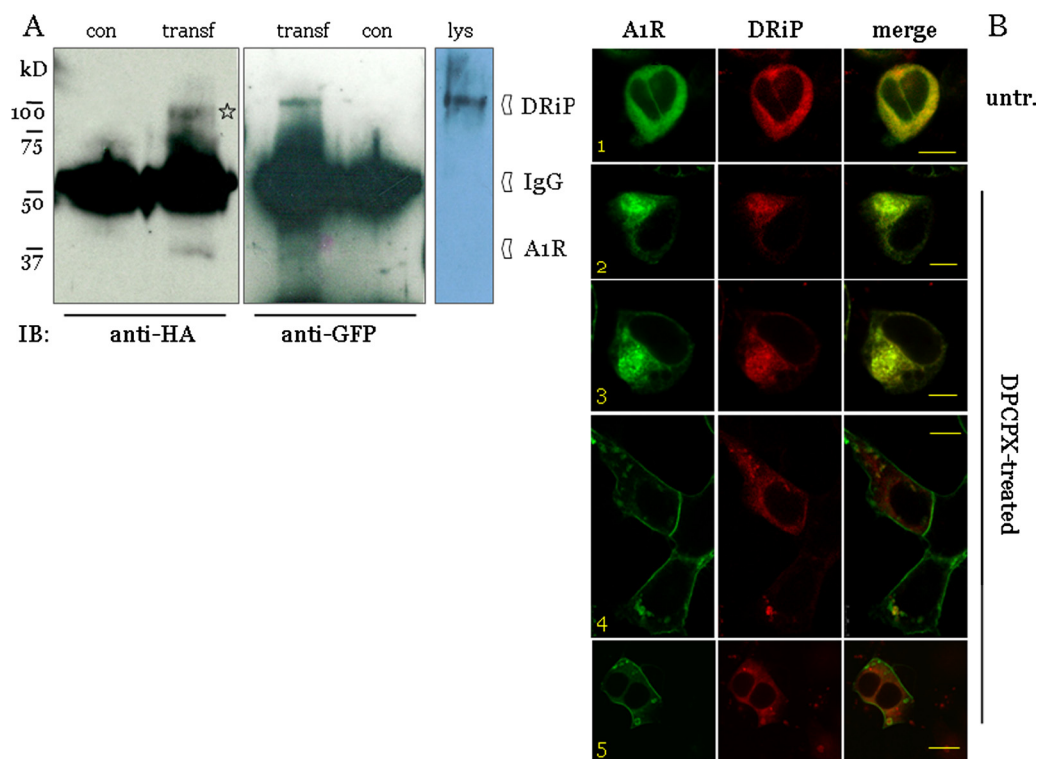 A
con transf transf con lys
kD
100
75
50
37
DRiP
IgG
A1R
IB: anti-HA anti-GFP
A1R DRiP merge B
untr.
1
2
3
4
5
DPCPX-treated